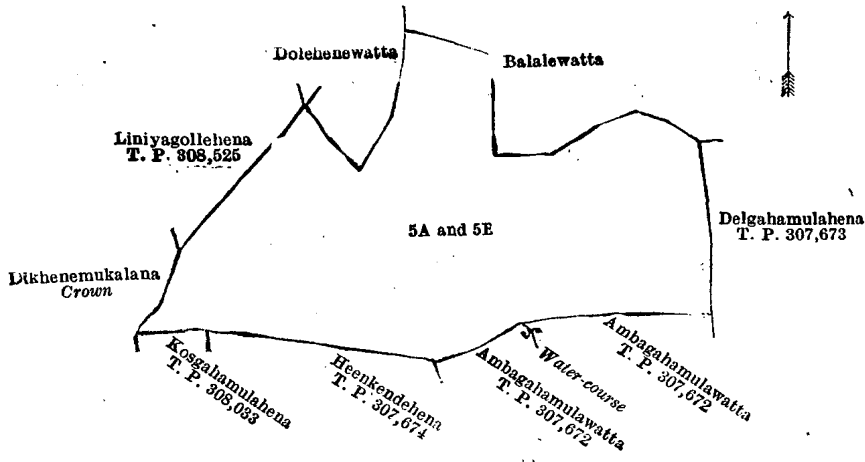 Dolehenewatta
Balalewatta
Liniyagollehena
T. P. 308,525
5A and 5E
Delgahamulahena
T. P. 307,673
Dikhenemukalana
Crown
Kosgahamulahena
T. P. 308,033
Heenkendehena
T. P. 307,674
Ambagahamulawatta
T. P. 307,672
Water-course
Ambagahamulawatta
T. P. 307,672